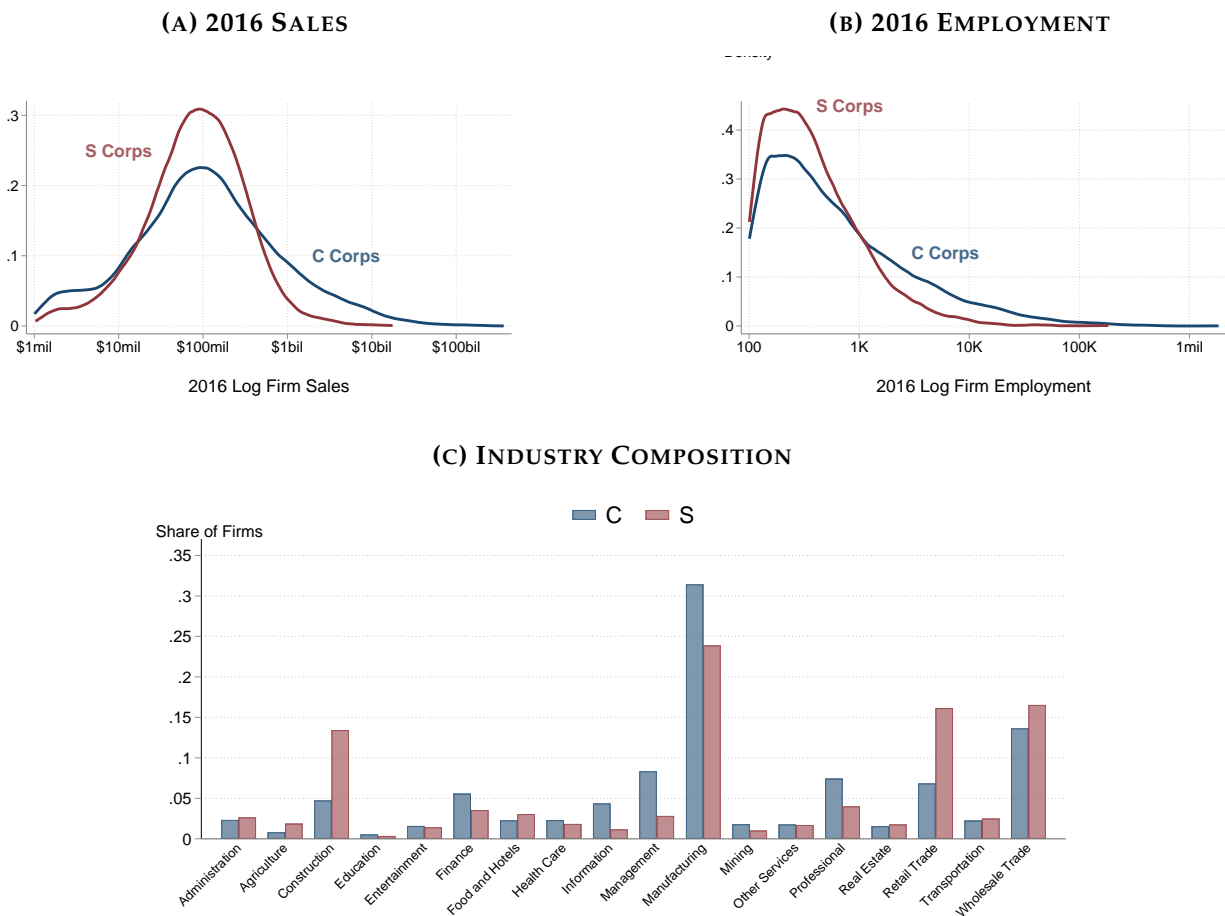 (A) 2016 SALES
S Corps
C Corps
.3
.2
.1
0
$1mil
$10mil
$100mil
$1bil
$10bil
$100bil
2016 Log Firm Sales
(B) 2016 EMPLOYMENT
S Corps
C Corps
.4
.3
.2
.1
0
100
1K
10K
100K
1mil
2016 Log Firm Employment
(C) INDUSTRY COMPOSITION
C
S
Share of Firms
.35
.3
.25
.2
.15
.1
.05
0
Administration
Agriculture
Construction
Education
Entertainment
Finance
Food and Hotels
Health Care
Information
Management
Manufacturing
Mining
Other Services
Professional
Real Estate
Retail Trade
Transportation
Wholesale Trade